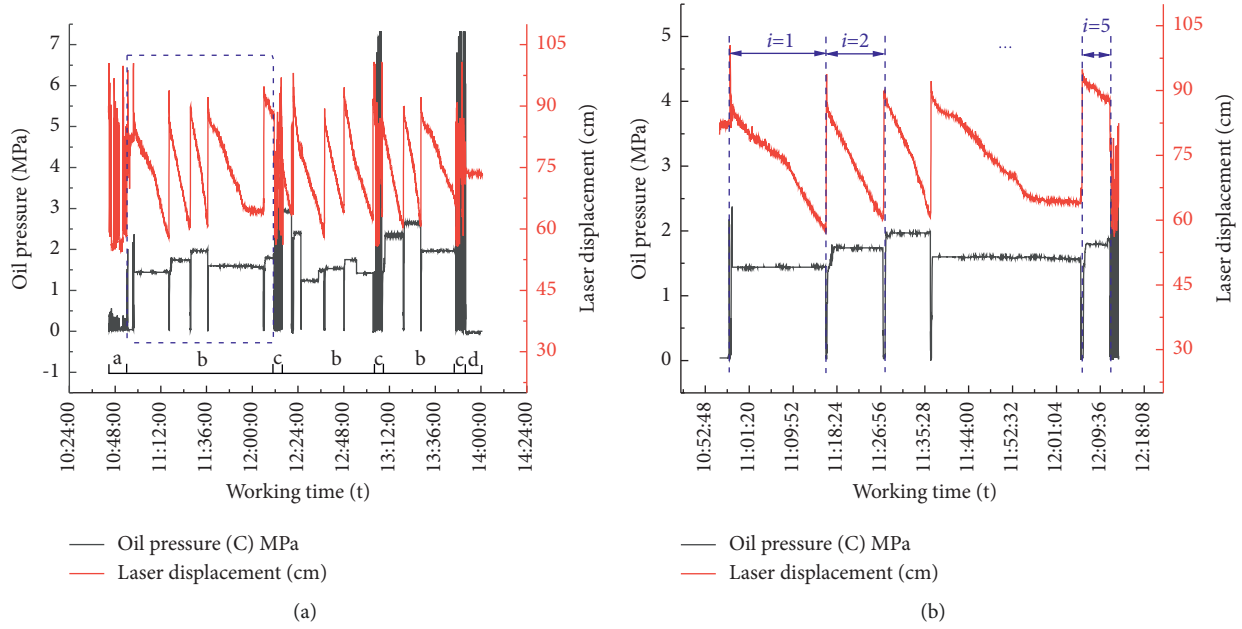 7
6
5
4
3
2
1
0
-1
Oil pressure (MPa)
105
90
75
60
45
30
Laser displacement (cm)
a b c b c b c d
10:24:00 10:48:00 11:12:00 11:36:00 12:00:00 12:24:00 12:48:00 13:12:00 13:36:00 14:00:00 14:24:00
Working time (t)
Oil pressure (C) MPa
Laser displacement (cm)
(a)
5
4
3
2
1
0
Oil pressure (MPa)
i=1 i=2 ... i=5
105
90
75
60
45
30
Laser displacement (cm)
10:52:48 11:01:20 11:09:52 11:18:24 11:26:56 11:35:28 11:44:00 11:52:32 12:01:04 12:09:36 12:18:08
Working time (t)
Oil pressure (C) MPa
Laser displacement (cm)
(b)